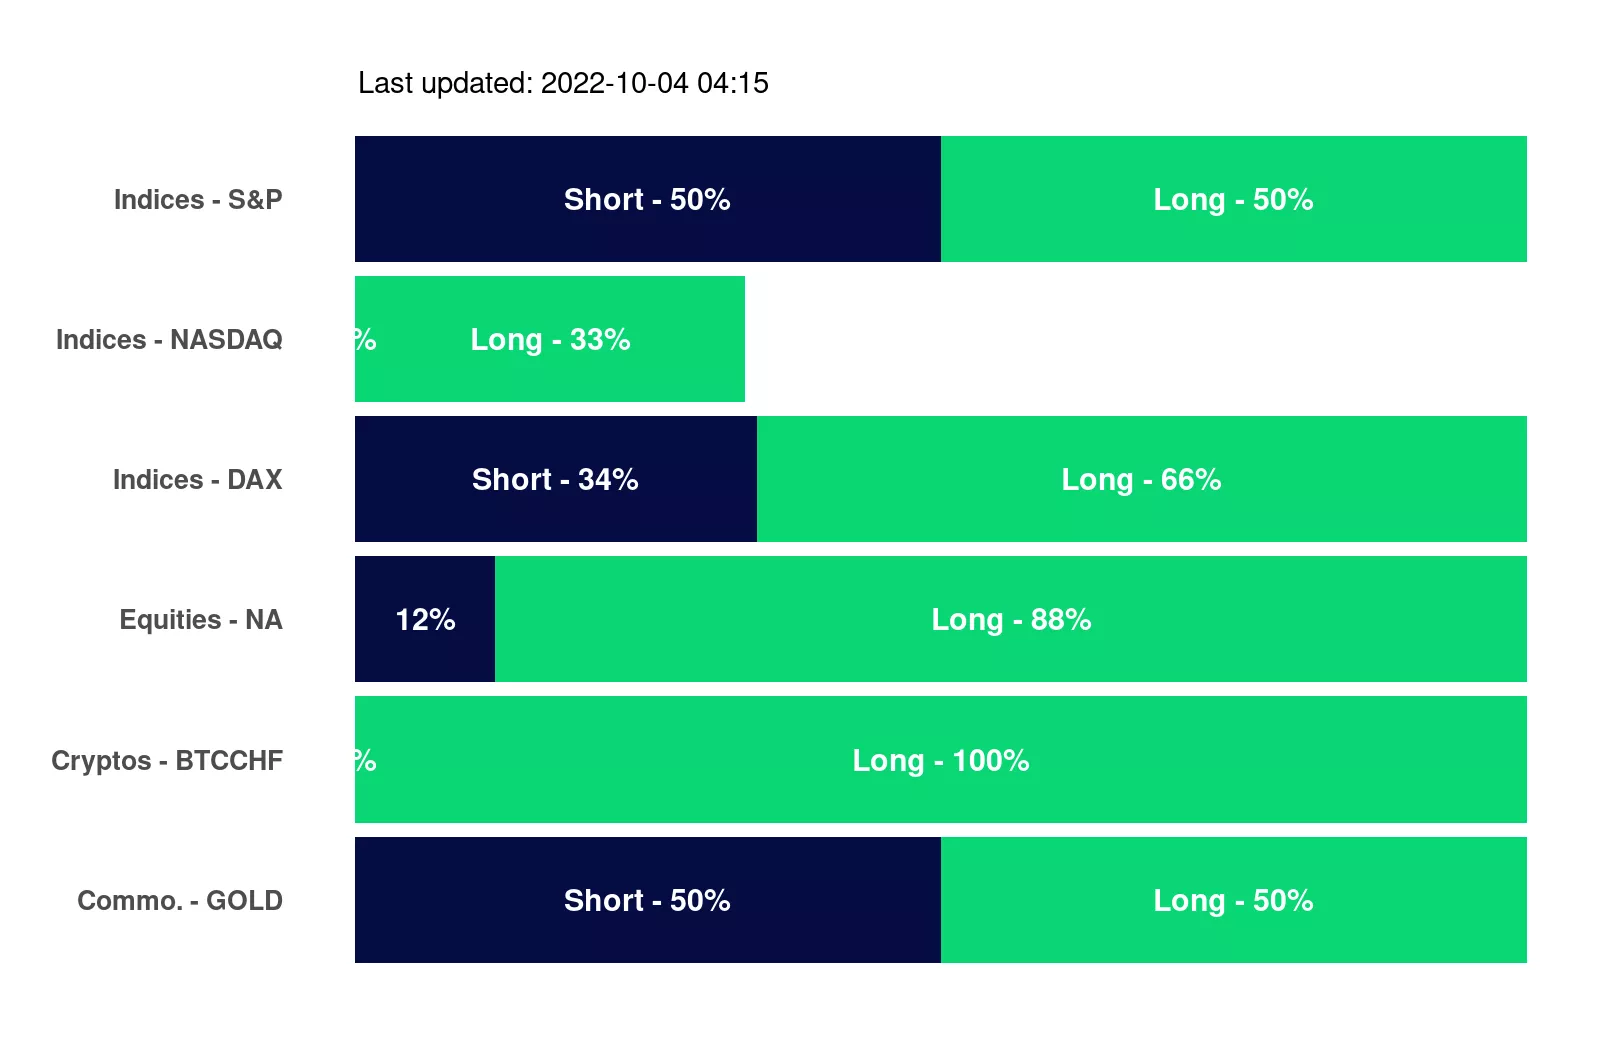 Last updated: 2022-10-04 04:15
Indices - S&P Short - 50% Long - 50%
Indices - NASDAQ % Long - 33%
Indices - DAX Short - 34% Long - 66%
Equities - NA 12% Long - 88%
Cryptos - BTCCHF % Long - 100%
Commo. - GOLD Short - 50% Long - 50%